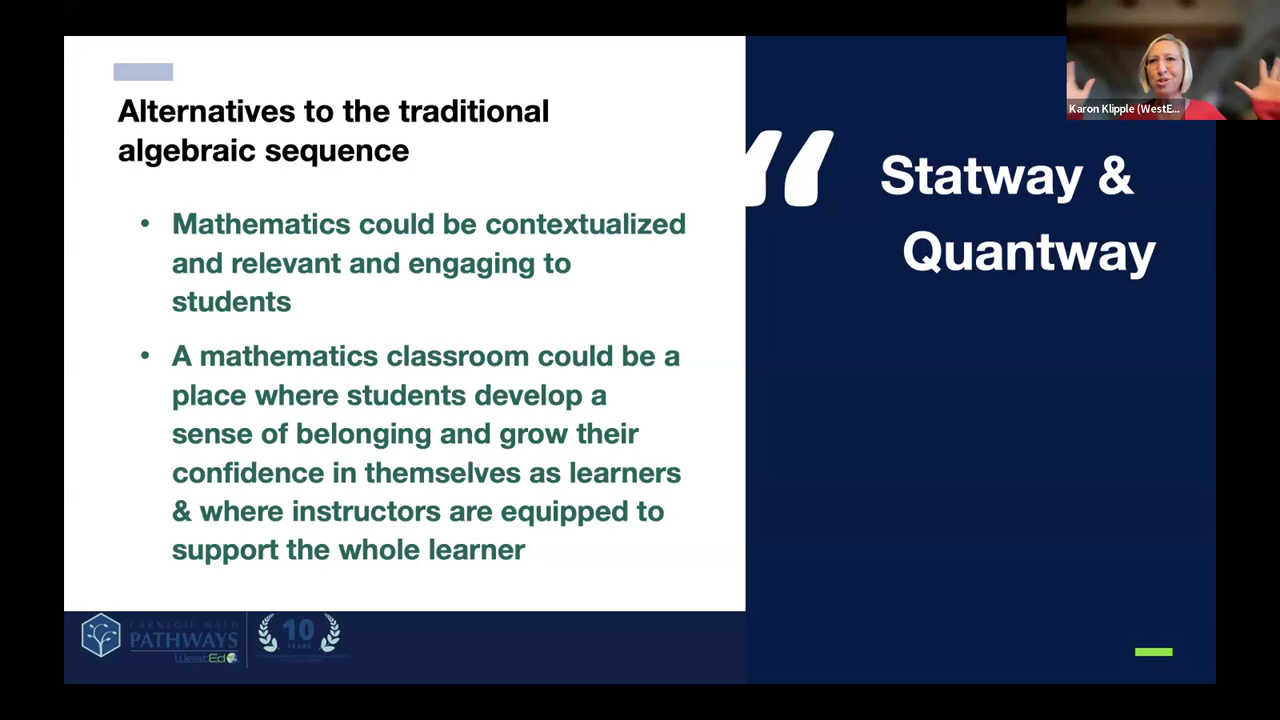 Karon Klipple (WestE...
Alternatives to the traditional
algebraic sequence
• Mathematics could be contextualized
and relevant and engaging to
students
• A mathematics classroom could be a
place where students develop a
sense of belonging and grow their
confidence in themselves as learners
& where instructors are equipped to
support the whole learner
“
Statway &
Quantway
CARNEGIE MATH
PATHWAYS
WestEd
10
YEARS